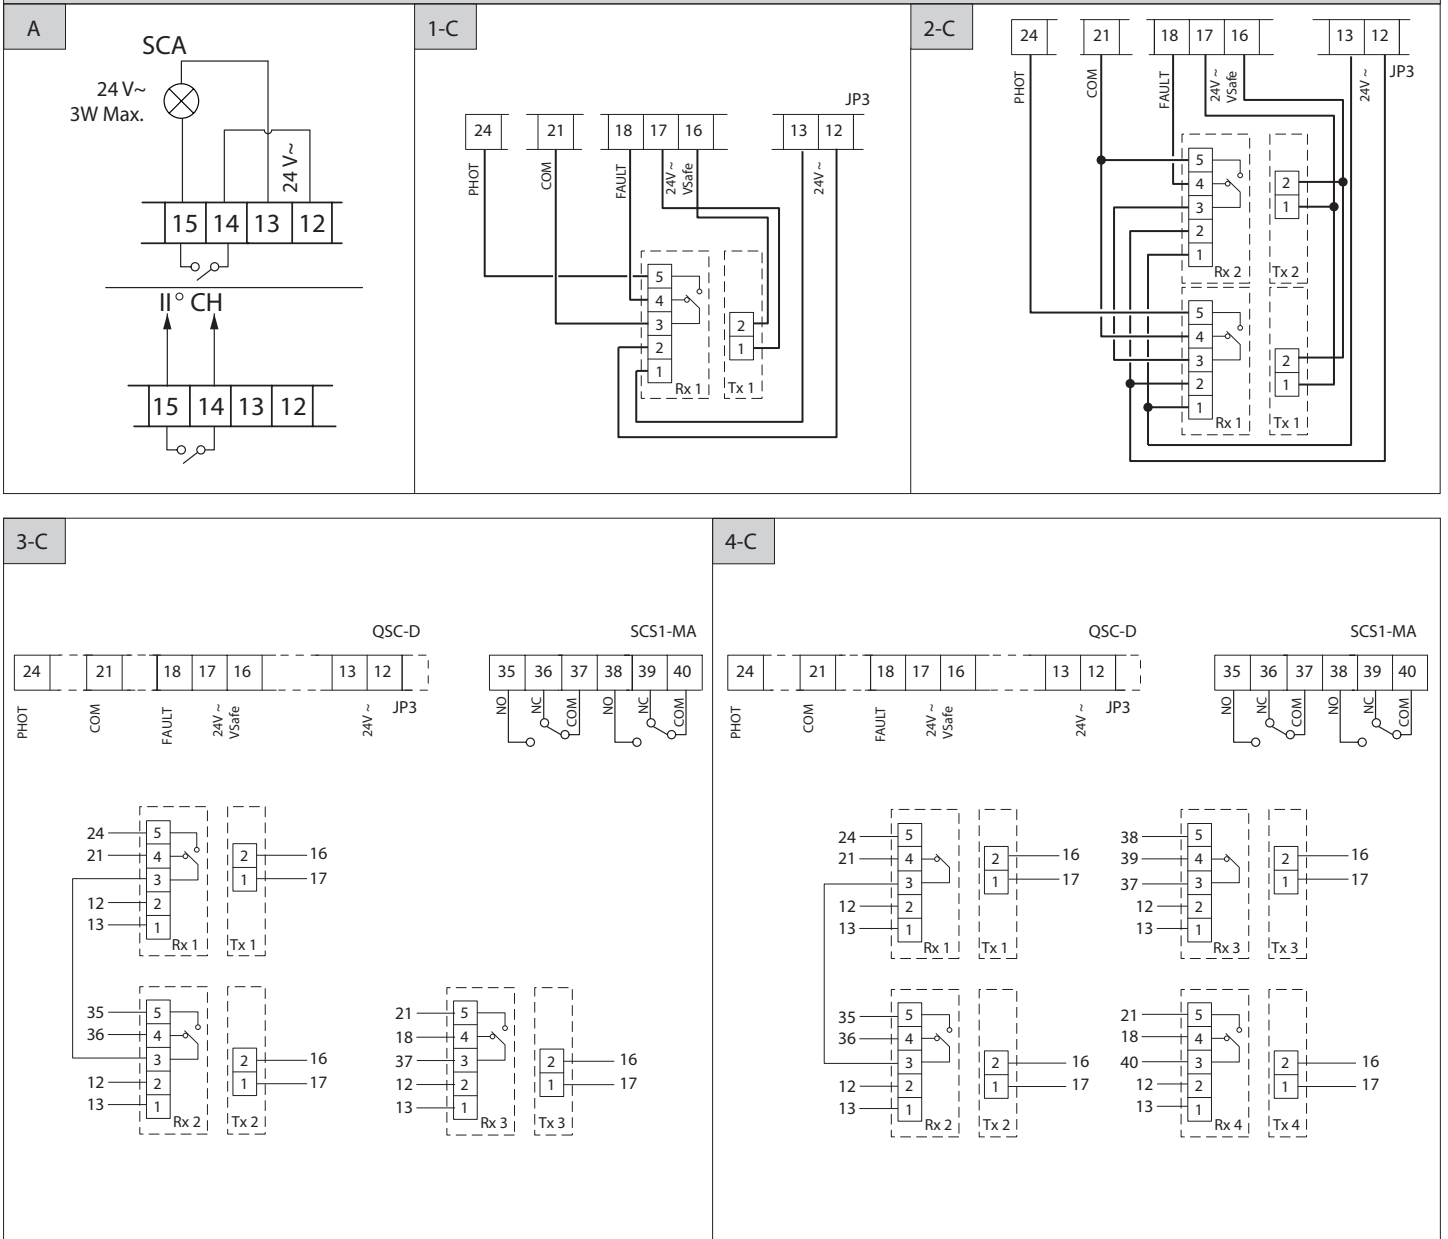 A
SCA
24 V~
3W Max.
24 V~
15 14 13 12
II° CH
15 14 13 12
1-C
JP3
24 21 18 17 16 13 12
PHOT COM FAULT 24V ~ VSafe 24V ~
5
4
3
2
1
Rx 1
2
1
Tx 1
2-C
24 21 18 17 16 13 12
JP3
PHOT COM FAULT 24V ~ VSafe 24V ~
5
4
3
2
1
Rx 2
2
1
Tx 2
5
4
3
2
1
Rx 1
2
1
Tx 1
3-C
QSC-D SCS1-MA
24 21 18 17 16 13 12 35 36 37 38 39 40
JP3
PHOT COM FAULT 24V ~ VSafe 24V ~ NO NC COM NO NC COM
24 5
21 4 2 16
3 1 17
12 2
13 1
Rx 1 Tx 1
35 5 21 5
36 4 18 4
3 2 16 37 3 2 16
12 2 1 17 12 2 1 17
13 1 13 1
Rx 2 Tx 2 Rx 3 Tx 3
4-C
QSC-D SCS1-MA
24 21 18 17 16 13 12 35 36 37 38 39 40
JP3
PHOT COM FAULT 24V ~ VSafe 24V ~ NO NC COM NO NC COM
24 5 38 5
21 4 2 16 39 4 2 16
3 1 17 37 3 1 17
12 2 12 2
13 1 13 1
Rx 1 Tx 1 Rx 3 Tx 3
35 5 21 5
36 4 18 4
3 2 16 40 3 2 16
12 2 1 17 12 2 1 17
13 1 13 1
Rx 2 Tx 2 Rx 4 Tx 4